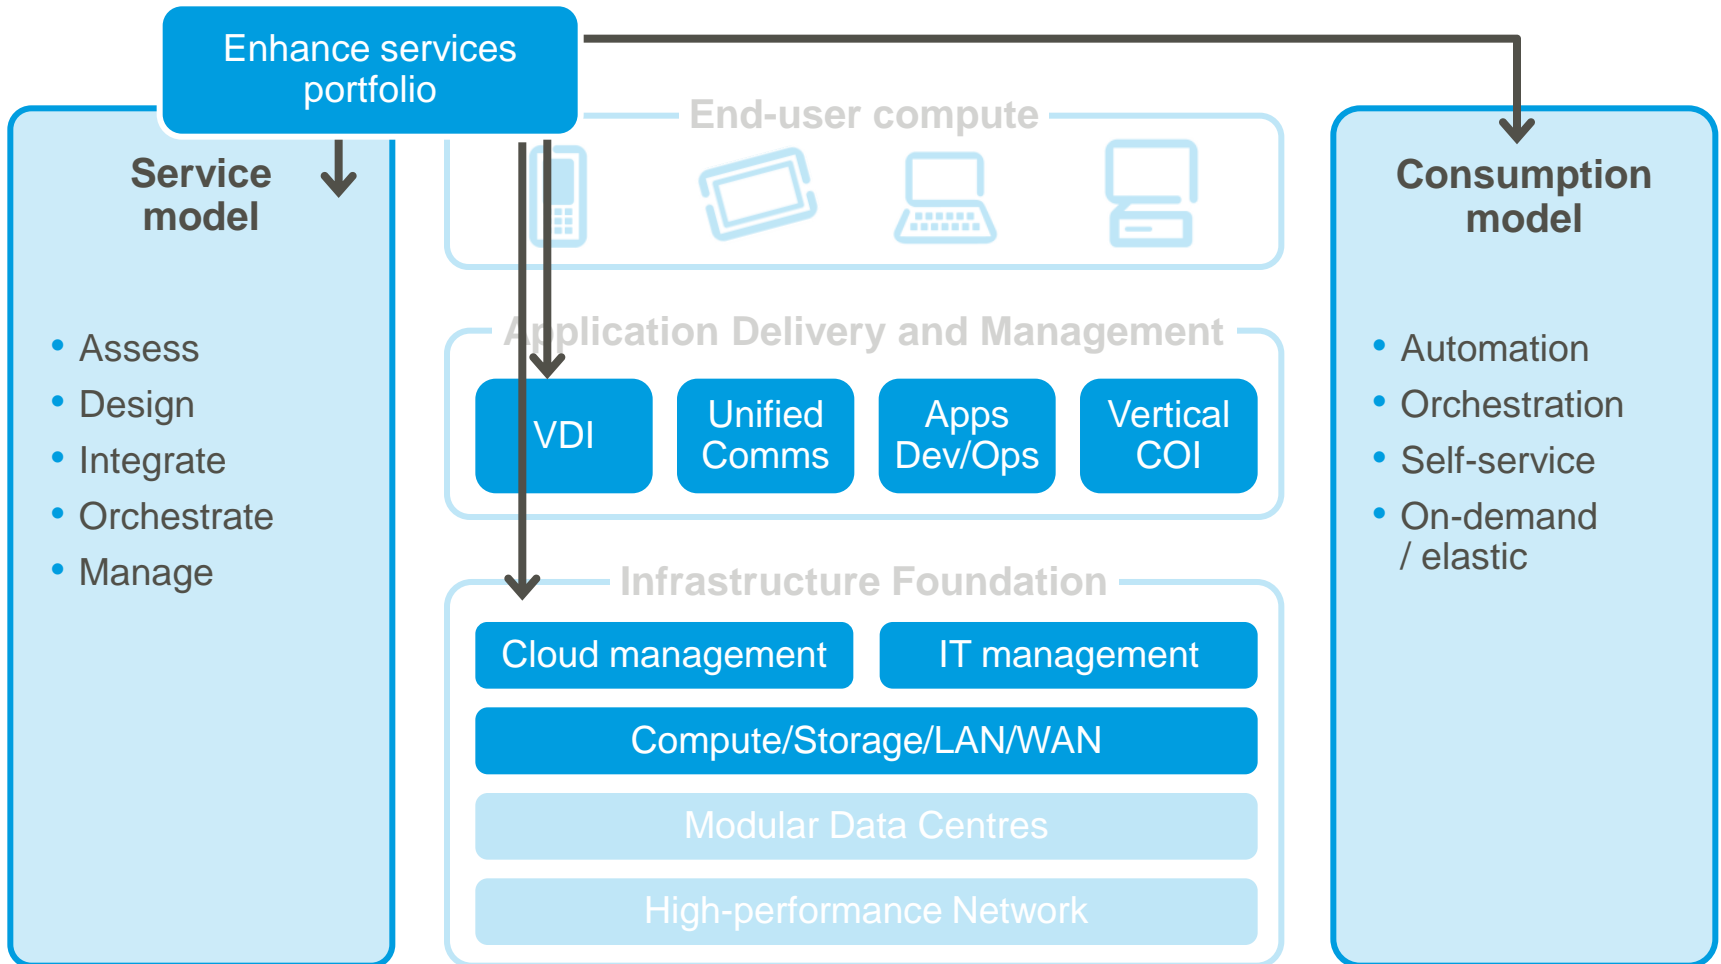 Enhance services
portfolio
Service
model
• Assess
• Design
• Integrate
• Orchestrate
• Manage
End-user compute
Application Delivery and Management
VDI
Unified
Comms
Apps
Dev/Ops
Vertical
COI
Infrastructure Foundation
Cloud management
IT management
Compute/Storage/LAN/WAN
Modular Data Centres
High-performance Network
Consumption
model
• Automation
• Orchestration
• Self-service
• On-demand
/ elastic